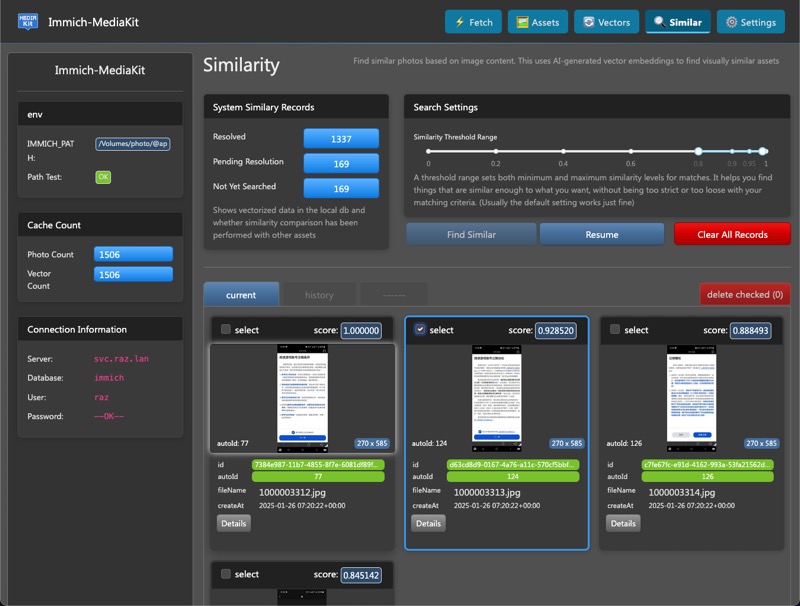 MEDIA Kit
Immich-MediaKit
Fetch
Assets
Vectors
Similar
Settings
Immich-MediaKit
env
IMMICH_PAT
H:
/Volumes/photo/@ap
Path Test:
OK
Cache Count
Photo Count
1506
Vector
Count
1506
Connection Information
Server:
svc.raz.lan
Database:
immich
User:
raz
Password:
--OK--
Similarity
Find similar photos based on image content. This uses AI-generated vector embeddings to find visually similar assets
System Similary Records
Resolved
1337
Pending Resolution
169
Not Yet Searched
169
Shows vectorized data in the local db and
whether similarity comparison has been
performed with other assets
Search Settings
Similarity Threshold Range
0
0.2
0.4
0.6
0.8
0.9
0.95
1
A threshold range sets both minimum and maximum similarity levels for matches. It helps you find
things that are similar enough to what you want, without being too strict or too loose with your
matching criteria. (Usually the default setting works just fine)
Find Similar
Resume
Clear All Records
current
history
------
delete checked (0)
select
score: 1.000000
autoId: 77
270 x 585
id
7384e987-11b7-4855-8f7e-6081df89f...
autoId
77
fileName
1000003312.jpg
createAt
2025-01-26 07:20:22+00:00
Details
select
score: 0.928520
autoId: 124
270 x 585
id
d63cd8d9-0167-4a76-a11c-570cf5bbf...
autoId
124
fileName
1000003313.jpg
createAt
2025-01-26 07:20:22+00:00
Details
select
score: 0.888493
autoId: 126
270 x 585
id
c7fe67fc-e91d-4162-993a-53fa21562d...
autoId
126
fileName
1000003314.jpg
createAt
2025-01-26 07:20:22+00:00
Details
select
score: 0.845142